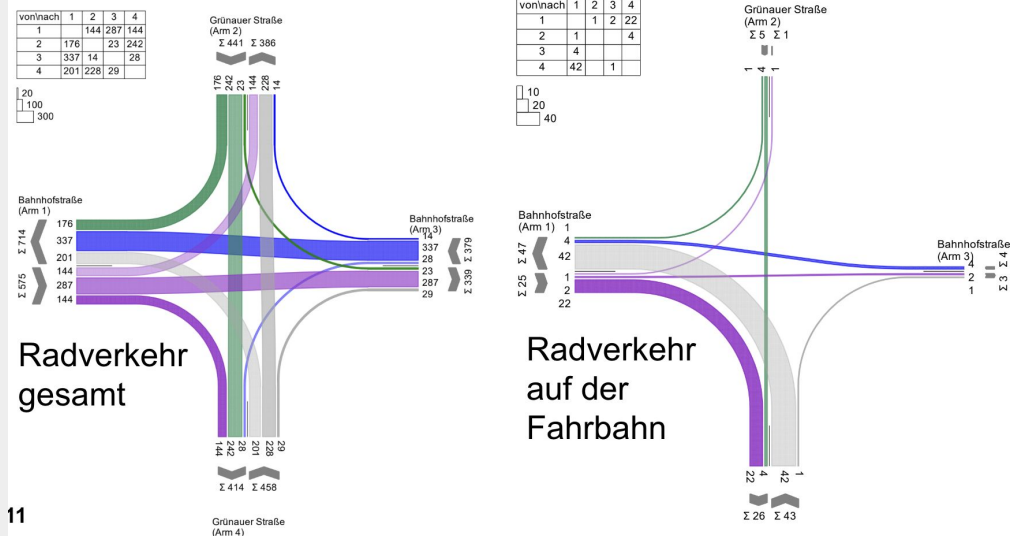 von\nach 1 2 3 4
1 144 287 144
2 176 23 242
3 337 14 28
4 201 228 29
20
100
300
Grünauer Straße
(Arm 2)
Σ 441 Σ 386
176 242 23 144 228 14
Bahnhofstraße
(Arm 1)
Σ 714
Σ 575
176
337
201
144
287
144
Bahnhofstraße
(Arm 3)
14
337
28
23
287
29
Σ 379
Σ 339
Radverkehr
gesamt
144 242 28 201 228 29
Σ 414 Σ 458
Grünauer Straße
(Arm 4)
11
von\nach 1 2 3 4
1 1 2 22
2 1 4
3 4
4 42 1
10
20
40
Grünauer Straße
(Arm 2)
Σ 5 Σ 1
1 4 1
Bahnhofstraße
(Arm 1)
Σ 47
Σ 25
1
4
42
1
2
22
Bahnhofstraße
(Arm 3)
4
2
1
Σ 4
Σ 3
Radverkehr
auf der
Fahrbahn
22 4 42 1
Σ 26 Σ 43